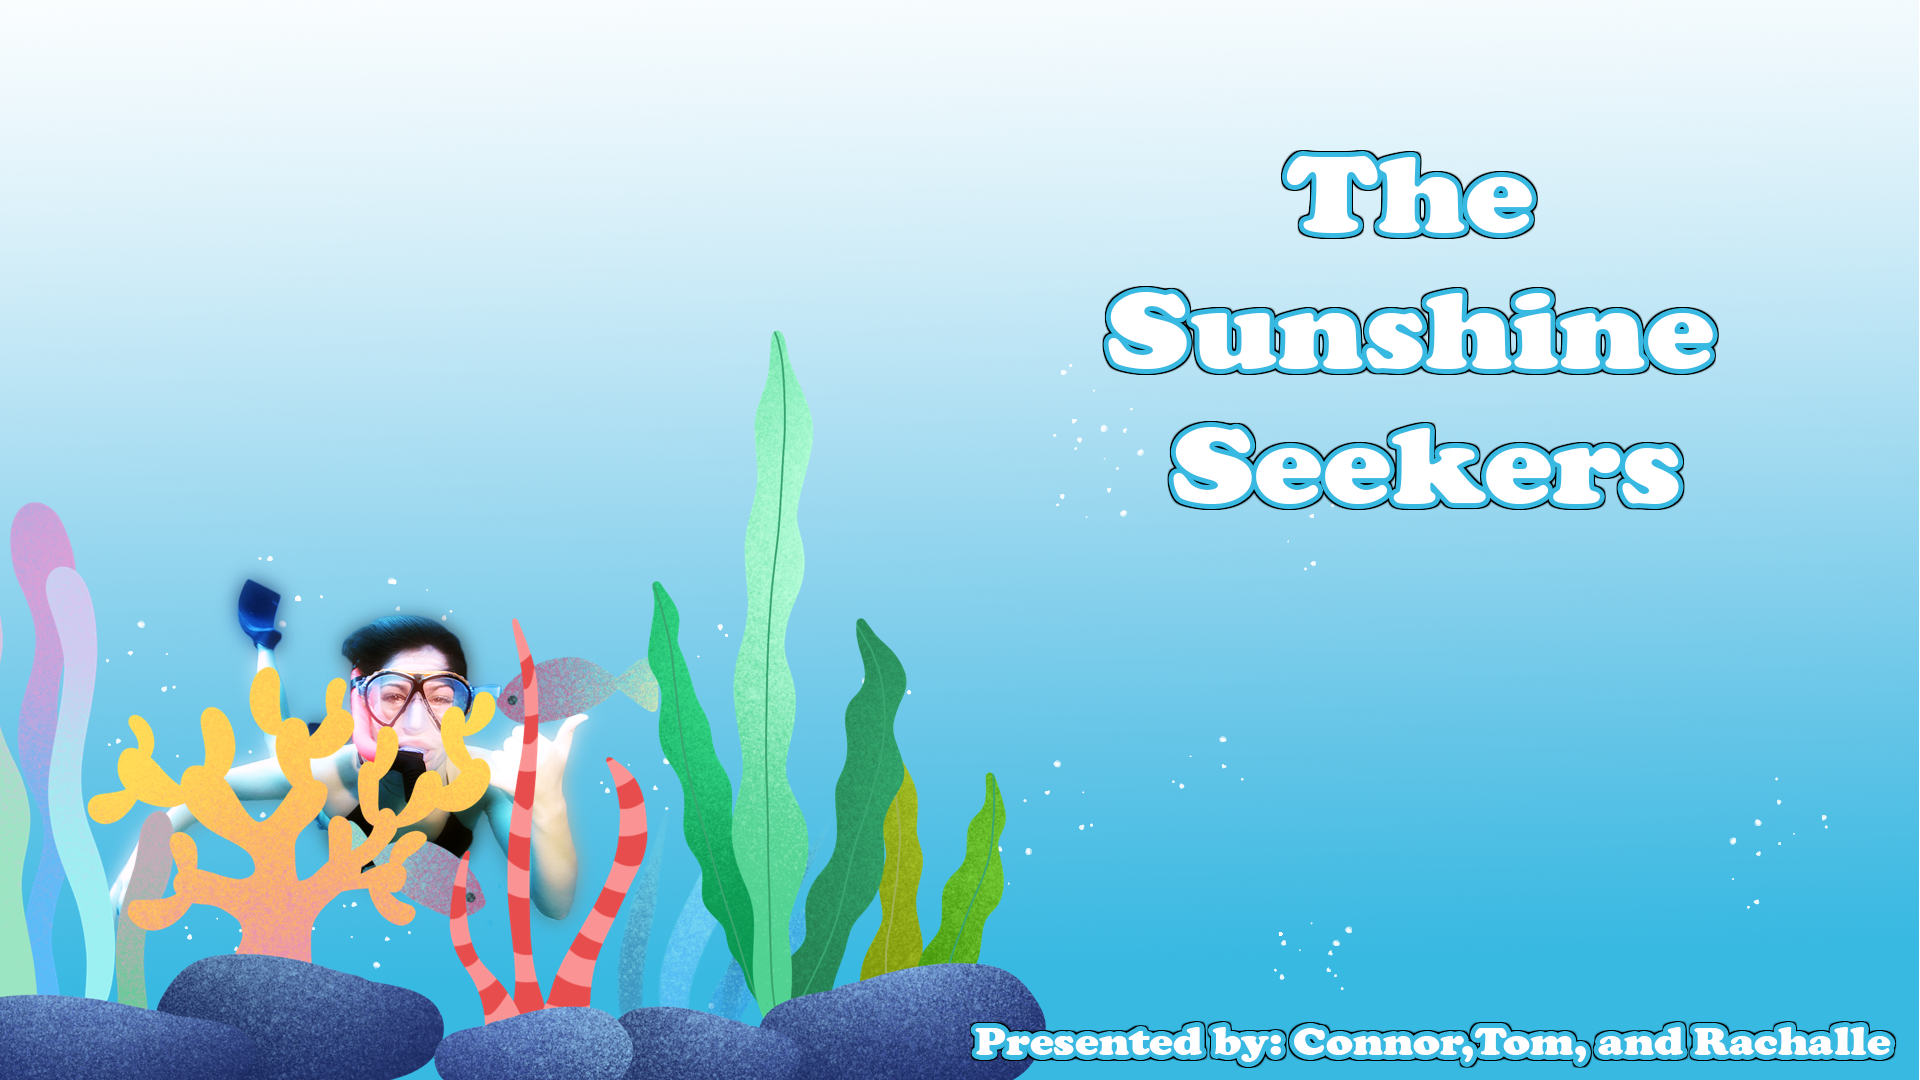 The
Sunshine
Seekers
Presented by: Connor,Tom, and Rachalle